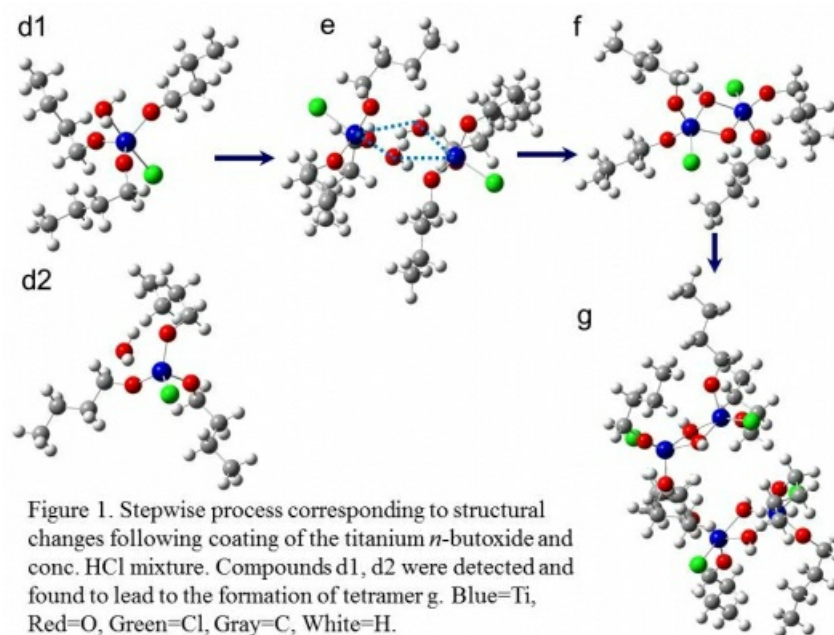 d1
e
f
d2
g
Figure 1. Stepwise process corresponding to structural
changes following coating of the titanium n-butoxide and
conc. HCl mixture. Compounds d1, d2 were detected and
found to lead to the formation of tetramer g. Blue=Ti,
Red=O, Green=Cl, Gray=C, White=H.